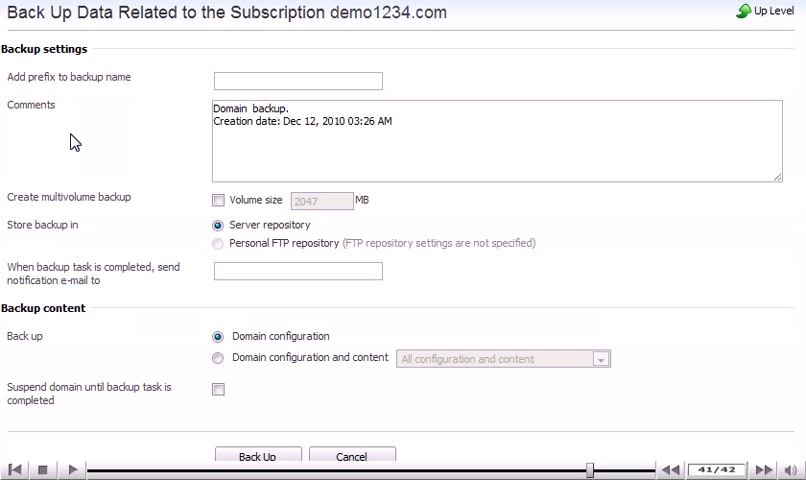 Back Up Data Related to the Subscription demo1234.com
Up Level
Backup settings
Add prefix to backup name
Comments
Domain backup.
Creation date: Dec 12, 2010 03:26 AM
Create multivolume backup
Volume size 2047 MB
Store backup in
Server repository
Personal FTP repository (FTP repository settings are not specified)
When backup task is completed, send
notification e-mail to
Backup content
Back up
Domain configuration
Domain configuration and content All configuration and content
Suspend domain until backup task is
completed
Back Up Cancel
41/42